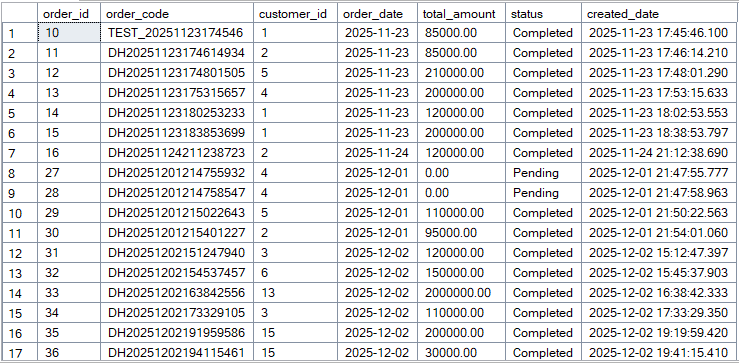 order_id order_code customer_id order_date total_amount status created_date
1 10 TEST_20251123174546 1 2025-11-23 85000.00 Completed 2025-11-23 17:45:46.100
2 11 DH20251123174614934 2 2025-11-23 85000.00 Completed 2025-11-23 17:46:14.210
3 12 DH20251123174801505 5 2025-11-23 210000.00 Completed 2025-11-23 17:48:01.290
4 13 DH20251123175315657 4 2025-11-23 200000.00 Completed 2025-11-23 17:53:15.633
5 14 DH20251123180253233 1 2025-11-23 120000.00 Completed 2025-11-23 18:02:53.553
6 15 DH20251123183853699 1 2025-11-23 200000.00 Completed 2025-11-23 18:38:53.797
7 16 DH20251124211238723 2 2025-11-24 120000.00 Completed 2025-11-24 21:12:38.690
8 27 DH20251201214755932 4 2025-12-01 0.00 Pending 2025-12-01 21:47:55.777
9 28 DH20251201214758547 4 2025-12-01 0.00 Pending 2025-12-01 21:47:58.963
10 29 DH20251201215022643 5 2025-12-01 110000.00 Completed 2025-12-01 21:50:22.563
11 30 DH20251201215401227 2 2025-12-01 95000.00 Completed 2025-12-01 21:54:01.060
12 31 DH20251202151247940 3 2025-12-02 120000.00 Completed 2025-12-02 15:12:47.397
13 32 DH20251202154537457 6 2025-12-02 150000.00 Completed 2025-12-02 15:45:37.903
14 33 DH20251202163842556 13 2025-12-02 2000000.00 Completed 2025-12-02 16:38:42.333
15 34 DH20251202173329105 3 2025-12-02 110000.00 Completed 2025-12-02 17:33:29.350
16 35 DH20251202191959586 15 2025-12-02 200000.00 Completed 2025-12-02 19:19:59.420
17 36 DH20251202194115461 15 2025-12-02 30000.00 Completed 2025-12-02 19:41:15.410